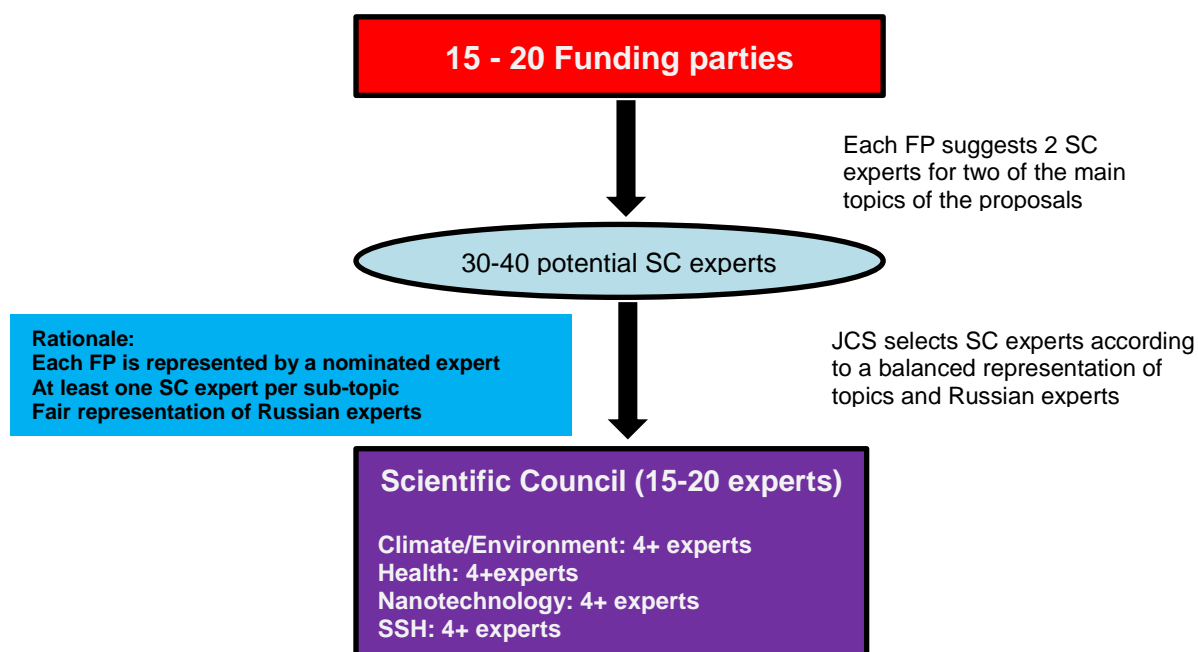 15 - 20 Funding parties
Each FP suggests 2 SC
experts for two of the main
topics of the proposals
30-40 potential SC experts
Rationale:
Each FP is represented by a nominated expert
At least one SC expert per sub-topic
Fair representation of Russian experts
JCS selects SC experts according
to a balanced representation of
topics and Russian experts
Scientific Council (15-20 experts)
Climate/Environment: 4+ experts
Health: 4+experts
Nanotechnology: 4+ experts
SSH: 4+ experts